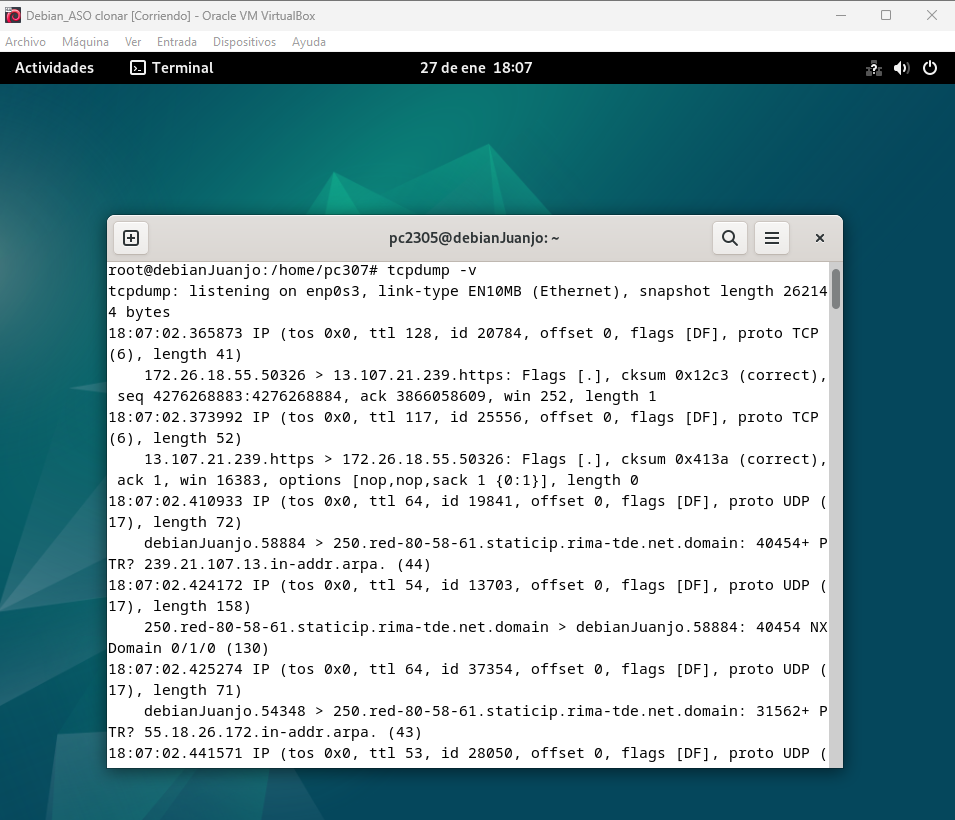 Debian_ASO clonar [Corriendo] - Oracle VM VirtualBox
Archivo Máquina Ver Entrada Dispositivos Ayuda
Actividades Terminal 27 de ene 18:07
pc2305@debianJuanjo: ~
root@debianJuanjo:/home/pc307# tcpdump -v
tcpdump: listening on enp0s3, link-type EN10MB (Ethernet), snapshot length 26214
4 bytes
18:07:02.365873 IP (tos 0x0, ttl 128, id 20784, offset 0, flags [DF], proto TCP
(6), length 41)
    172.26.18.55.50326 > 13.107.21.239.https: Flags [.], cksum 0x12c3 (correct),
 seq 4276268883:4276268884, ack 3866058609, win 252, length 1
18:07:02.373992 IP (tos 0x0, ttl 117, id 25556, offset 0, flags [DF], proto TCP
(6), length 52)
    13.107.21.239.https > 172.26.18.55.50326: Flags [.], cksum 0x413a (correct),
 ack 1, win 16383, options [nop,nop,sack 1 {0:1}], length 0
18:07:02.410933 IP (tos 0x0, ttl 64, id 19841, offset 0, flags [DF], proto UDP (
17), length 72)
    debianJuanjo.58884 > 250.red-80-58-61.staticip.rima-tde.net.domain: 40454+ P
TR? 239.21.107.13.in-addr.arpa. (44)
18:07:02.424172 IP (tos 0x0, ttl 54, id 13703, offset 0, flags [DF], proto UDP (
17), length 158)
    250.red-80-58-61.staticip.rima-tde.net.domain > debianJuanjo.58884: 40454 NX
Domain 0/1/0 (130)
18:07:02.425274 IP (tos 0x0, ttl 64, id 37354, offset 0, flags [DF], proto UDP (
17), length 71)
    debianJuanjo.54348 > 250.red-80-58-61.staticip.rima-tde.net.domain: 31562+ P
TR? 55.18.26.172.in-addr.arpa. (43)
18:07:02.441571 IP (tos 0x0, ttl 53, id 28050, offset 0, flags [DF], proto UDP (